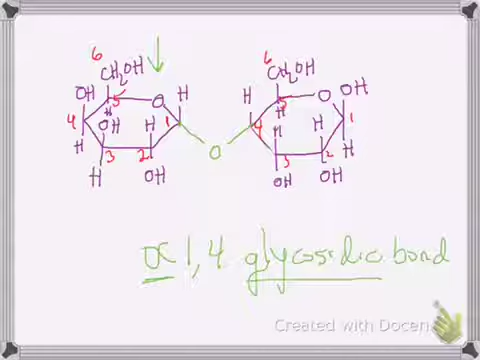 6 6
CH2OH CH2OH
OH 5 O H H 5 O OH
4 H OH H 1 4 H H 1
H 3 2 O 3 2 H
H OH OH OH
α 1,4 glycosidic bond
Created with Doceri